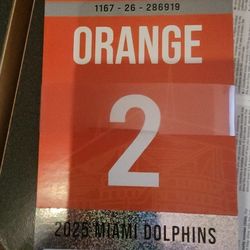 1167 - 26 - 286919
ORANGE
2
2025 MIAMI DOLPHINS